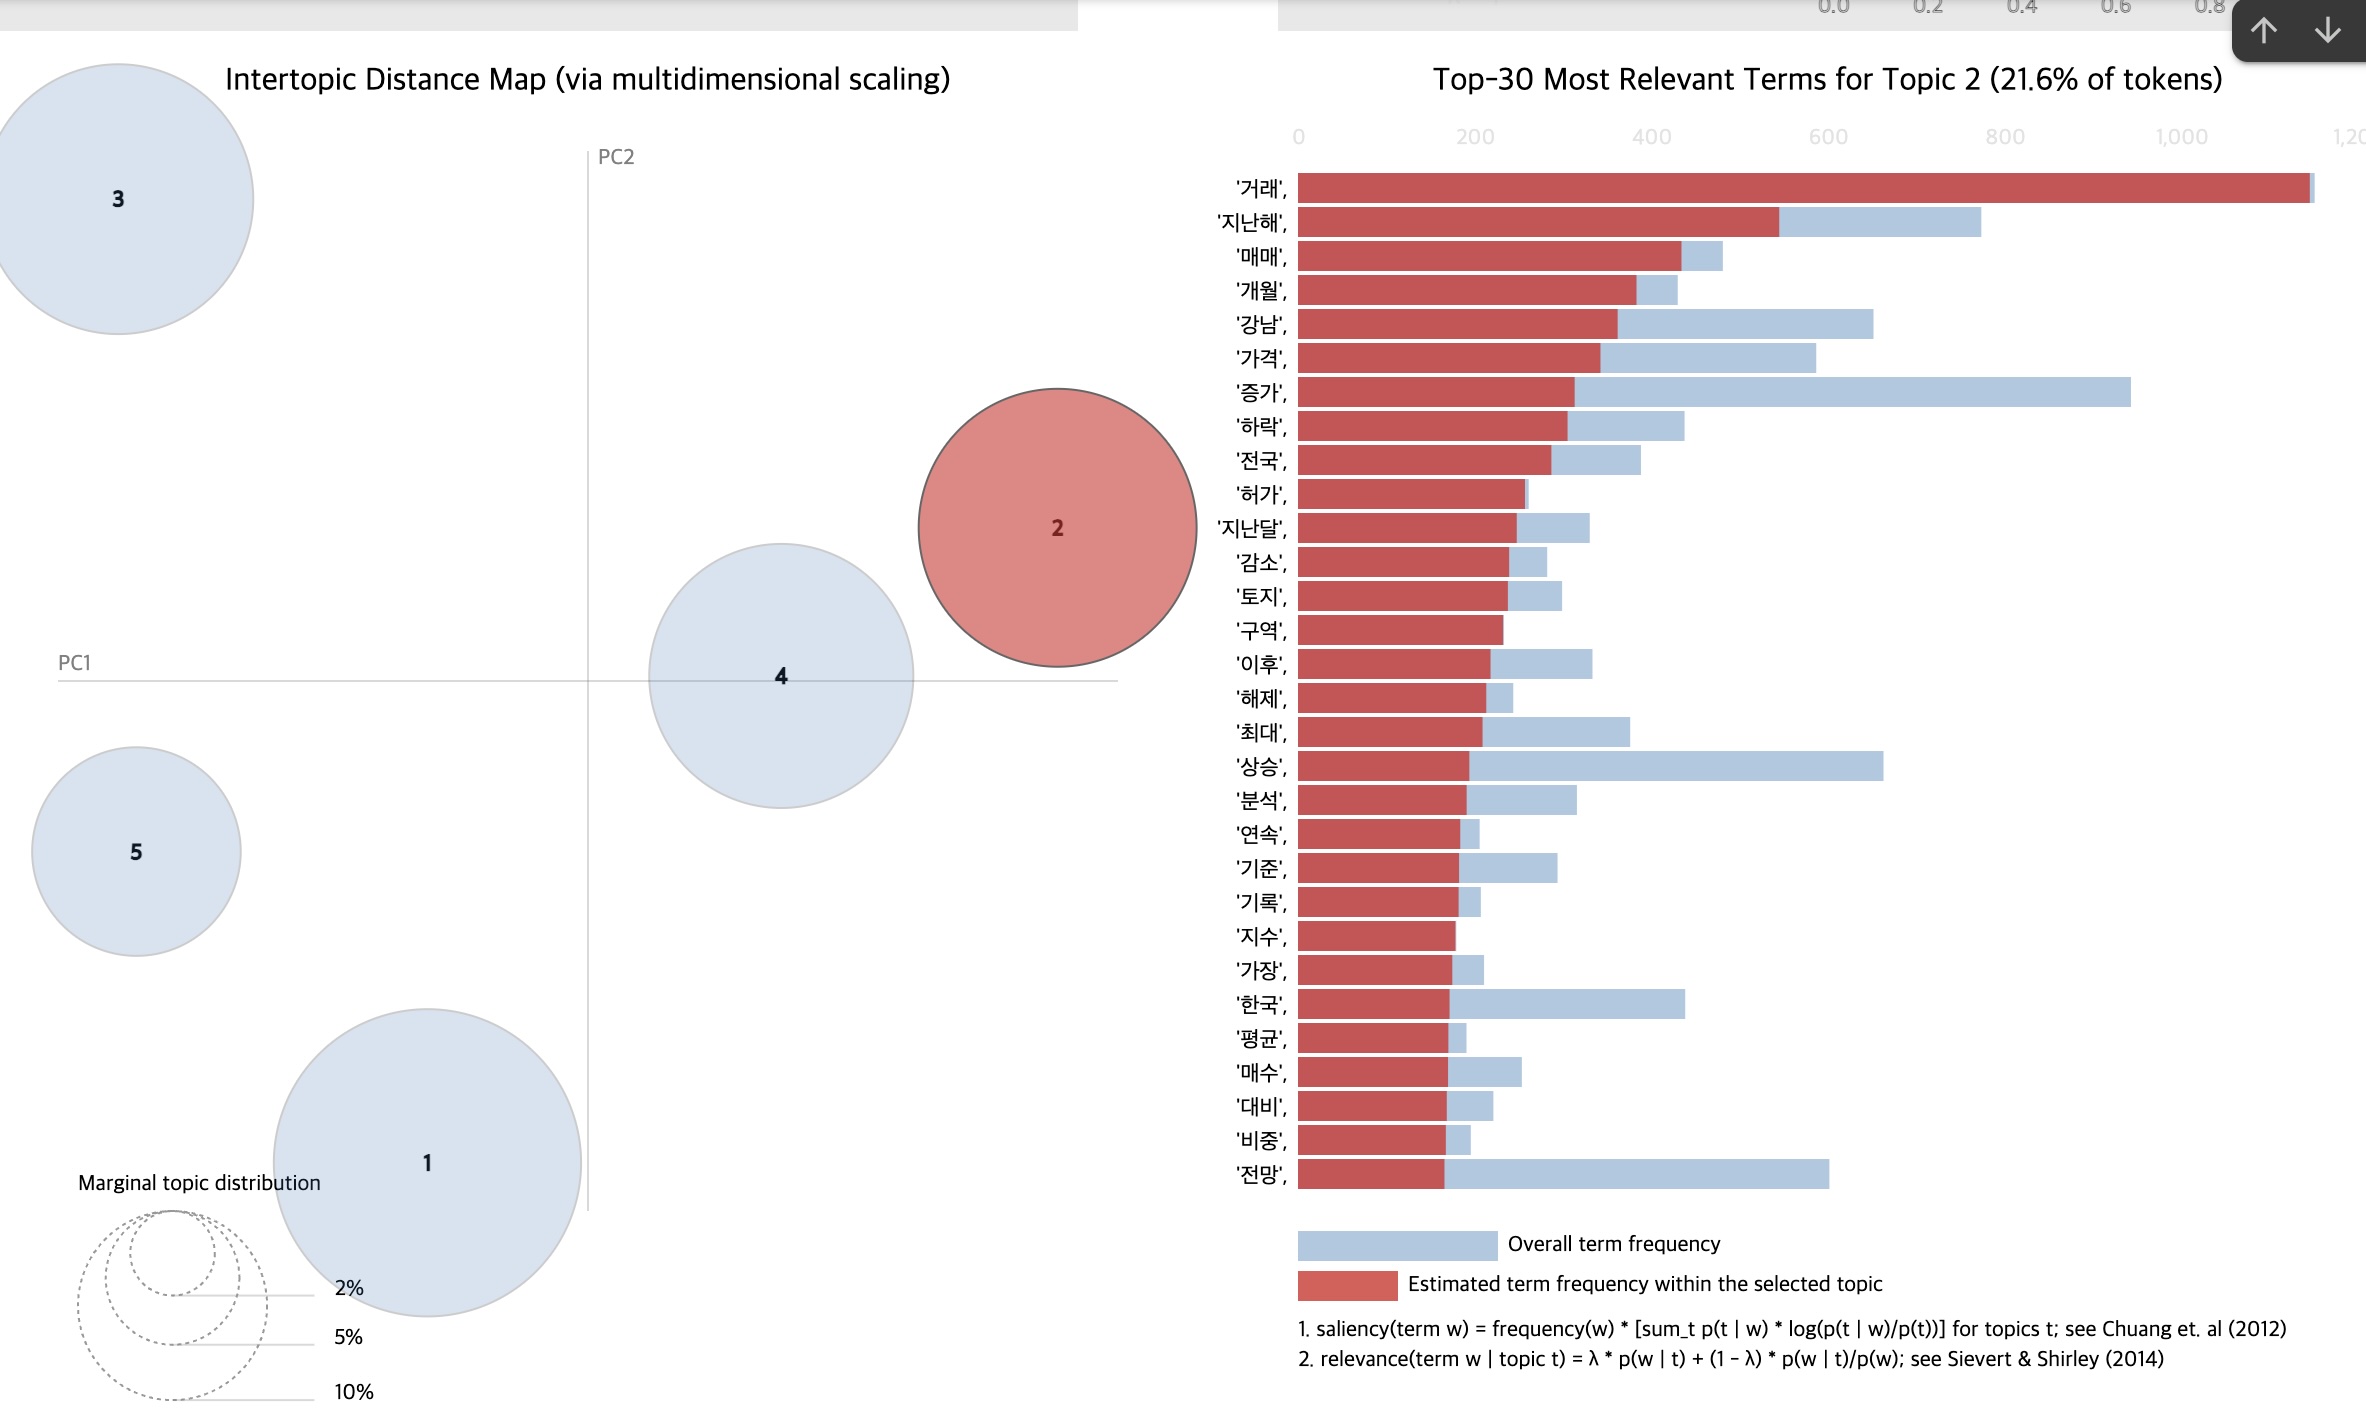 0.0 0.2 0.4 0.6 0.8
Intertopic Distance Map (via multidimensional scaling)
PC2
PC1
3
2
4
5
1
Marginal topic distribution
2%
5%
10%
Top-30 Most Relevant Terms for Topic 2 (21.6% of tokens)
0 200 400 600 800 1,000
'거래',
'지난해',
'매매',
'개월',
'강남',
'가격',
'증가',
'하락',
'전국',
'허가',
'지난달',
'감소',
'토지',
'구역',
'이후',
'해제',
'최대',
'상승',
'분석',
'연속',
'기준',
'기록',
'지수',
'가장',
'한국',
'평균',
'매수',
'대비',
'비중',
'전망',
Overall term frequency
Estimated term frequency within the selected topic
1. saliency(term w) = frequency(w) * [sum_t p(t | w) * log(p(t | w)/p(t))] for topics t; see Chuang et. al (2012)
2. relevance(term w | topic t) = λ * p(w | t) + (1 - λ) * p(w | t)/p(w); see Sievert & Shirley (2014)